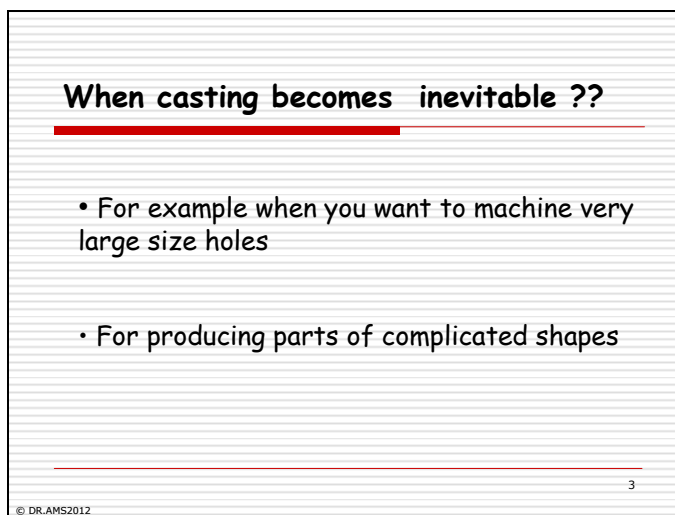 When casting becomes inevitable ??
• For example when you want to machine very
large size holes
• For producing parts of complicated shapes
3
© DR.AMS2012